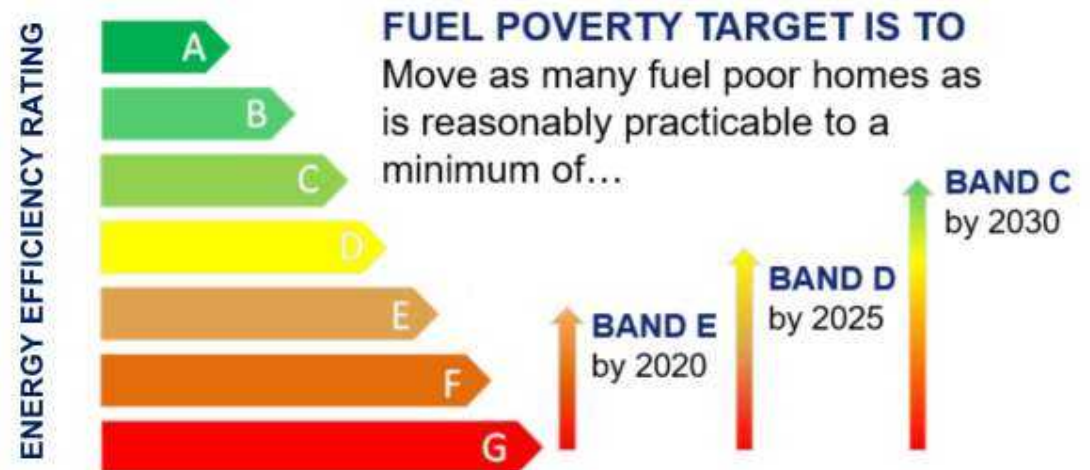 ENERGY EFFICIENCY RATING
A
B
C
D
E
F
G
FUEL POVERTY TARGET IS TO
Move as many fuel poor homes as
is reasonably practicable to a
minimum of…
BAND E
by 2020
BAND D
by 2025
BAND C
by 2030